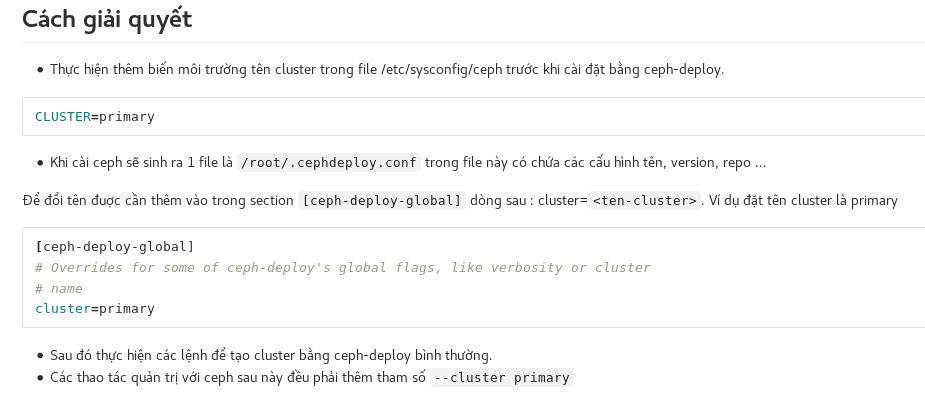 Cách giải quyết
• Thực hiện thêm biến môi trường tên cluster trong file /etc/sysconfig/ceph trước khi cài đặt bằng ceph-deploy.
CLUSTER=primary
• Khi cài ceph sẽ sinh ra 1 file là /root/.cephdeploy.conf trong file này có chứa các cấu hình tên, version, repo ...
Để đổi tên được cần thêm vào trong section [ceph-deploy-global] dòng sau : cluster= <ten-cluster> . Ví dụ đặt tên cluster là primary
[ceph-deploy-global]
# Overrides for some of ceph-deploy's global flags, like verbosity or cluster
# name
cluster=primary
• Sau đó thực hiện các lệnh để tạo cluster bằng ceph-deploy bình thường.
• Các thao tác quản trị với ceph sau này đều phải thêm tham số --cluster primary